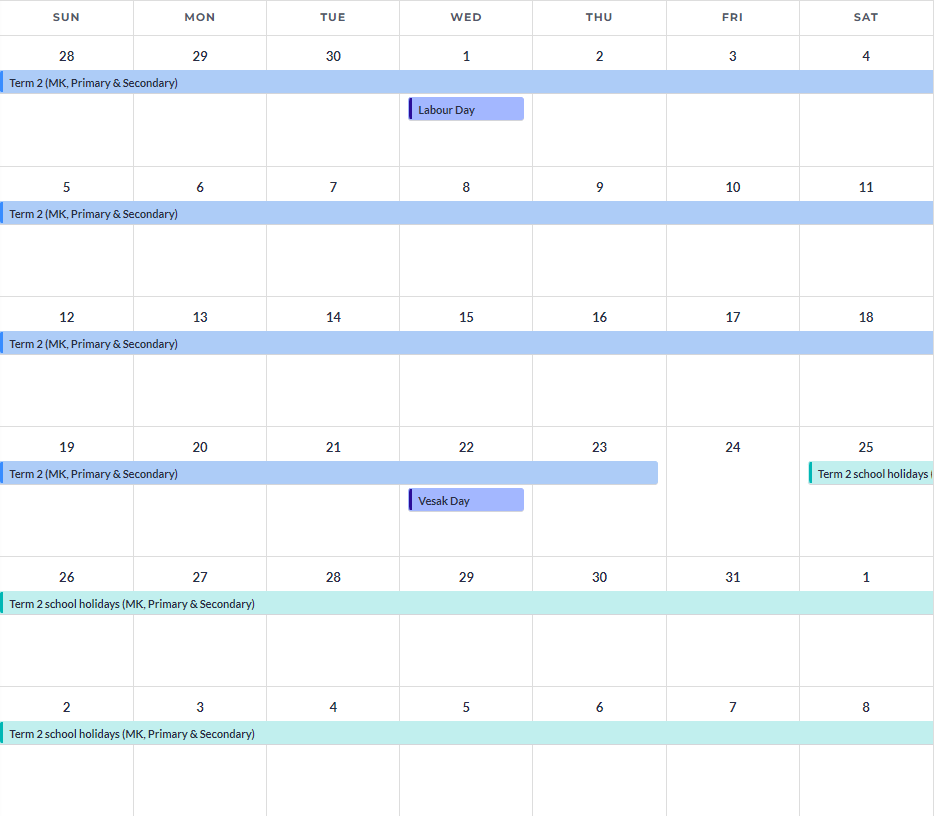 SUN MON TUE WED THU FRI SAT
28 29 30 1 2 3 4
Term 2 (MK, Primary & Secondary)
Labour Day
5 6 7 8 9 10 11
Term 2 (MK, Primary & Secondary)
12 13 14 15 16 17 18
Term 2 (MK, Primary & Secondary)
19 20 21 22 23 24 25
Term 2 (MK, Primary & Secondary) Term 2 school holidays (
Vesak Day
26 27 28 29 30 31 1
Term 2 school holidays (MK, Primary & Secondary)
2 3 4 5 6 7 8
Term 2 school holidays (MK, Primary & Secondary)